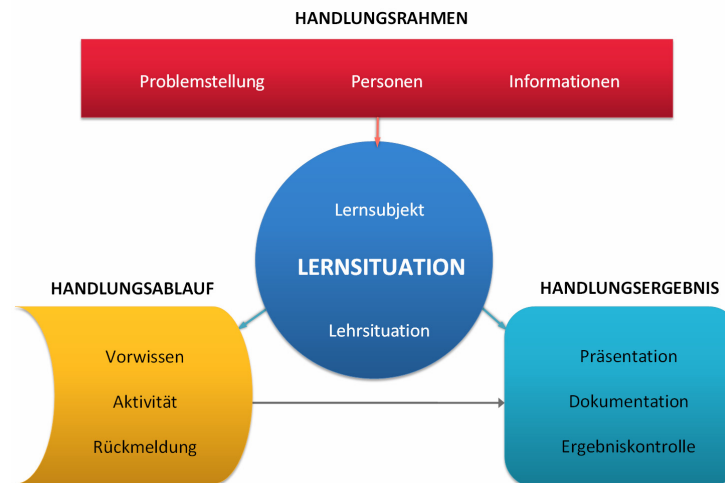 HANDLUNGSRAHMEN
Problemstellung Personen Informationen
Lernsubjekt
LERNSITUATION
Lehrsituation
HANDLUNGSABLAUF
Vorwissen
Aktivität
Rückmeldung
HANDLUNGSERGEBNIS
Präsentation
Dokumentation
Ergebniskontrolle